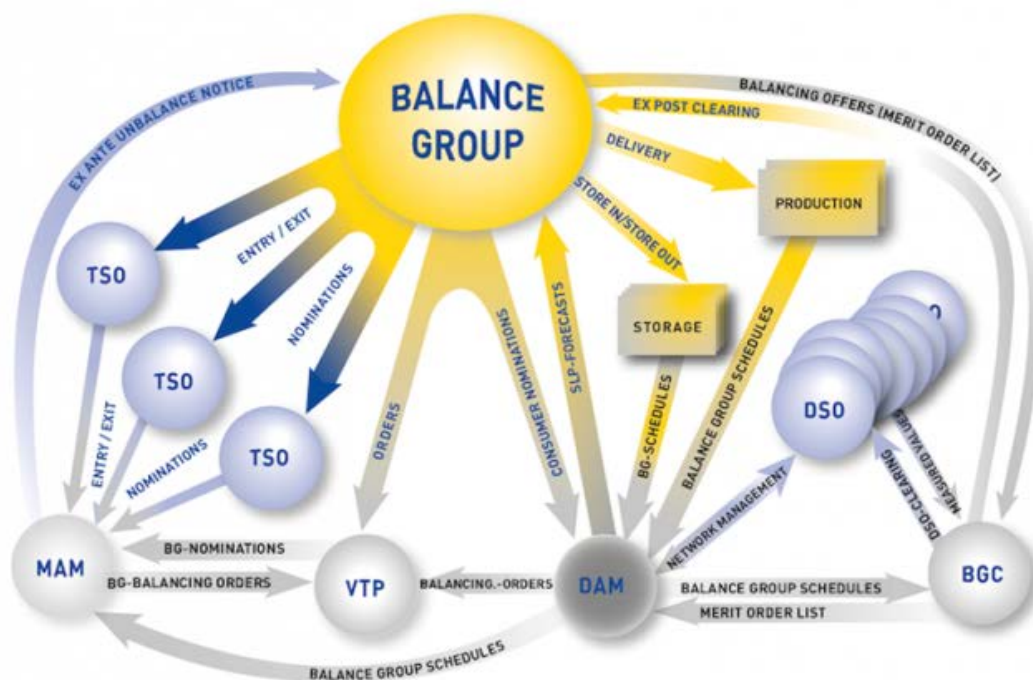 BALANCE
GROUP
EX ANTE UNBALANCE NOTICE
BALANCING OFFERS (MERIT ORDER LIST)
EX POST CLEARING
DELIVERY
STORE IN/STORE OUT
PRODUCTION
STORAGE
ENTRY / EXIT
NOMINATIONS
TSO
TSO
TSO
ENTRY / EXIT
NOMINATIONS
ORDERS
CONSUMER NOMINATIONS
SLP-FORECASTS
BG-SCHEDULES
BALANCE GROUP SCHEDULES
O
DSO
NETWORK MANAGEMENT
MEASURED VALUES
DSO-CLEARING
MAM
BG-NOMINATIONS
BG-BALANCING ORDERS
VTP
BALANCING.-ORDERS
DAM
BALANCE GROUP SCHEDULES
MERIT ORDER LIST
BGC
BALANCE GROUP SCHEDULES